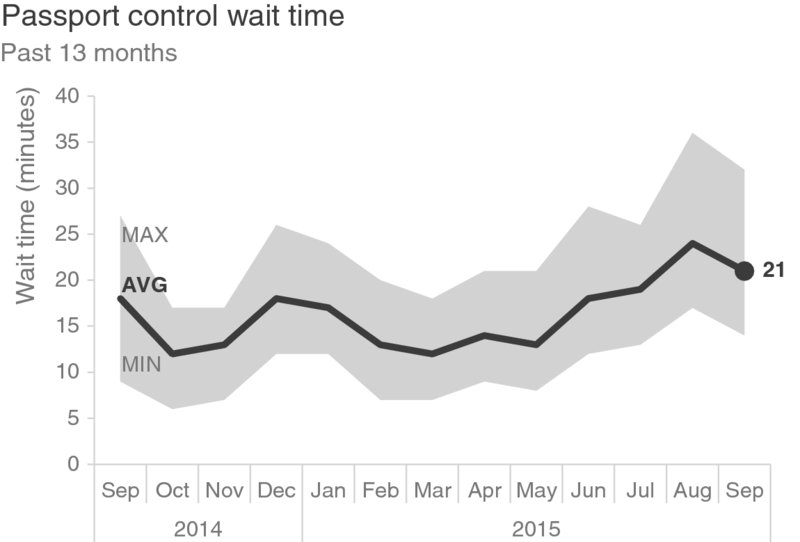 Passport control wait time
Past 13 months
Wait time (minutes)
40
35
30
25
20
15
10
5
0
MAX
AVG
MIN
21
Sep Oct Nov Dec Jan Feb Mar Apr May Jun Jul Aug Sep
2014 2015